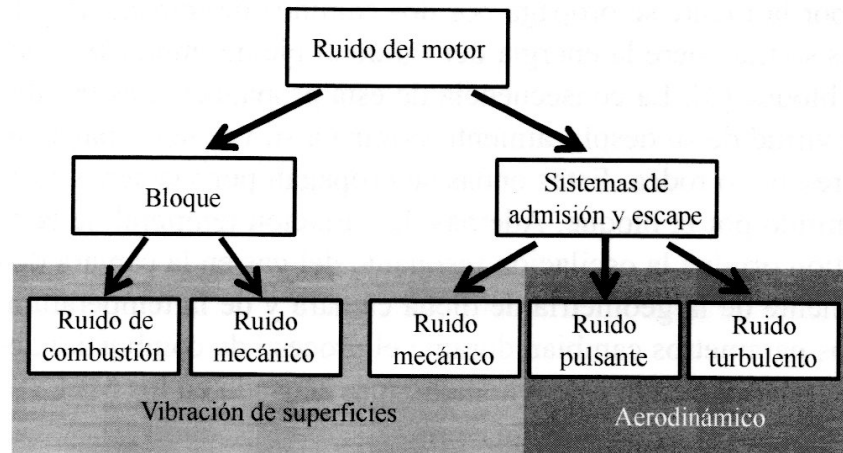 Ruido del motor
Bloque
Sistemas de
admisión y escape
Ruido de
combustión
Ruido
mecánico
Ruido
mecánico
Ruido
pulsante
Ruido
turbulento
Vibración de superficies
Aerodinámico